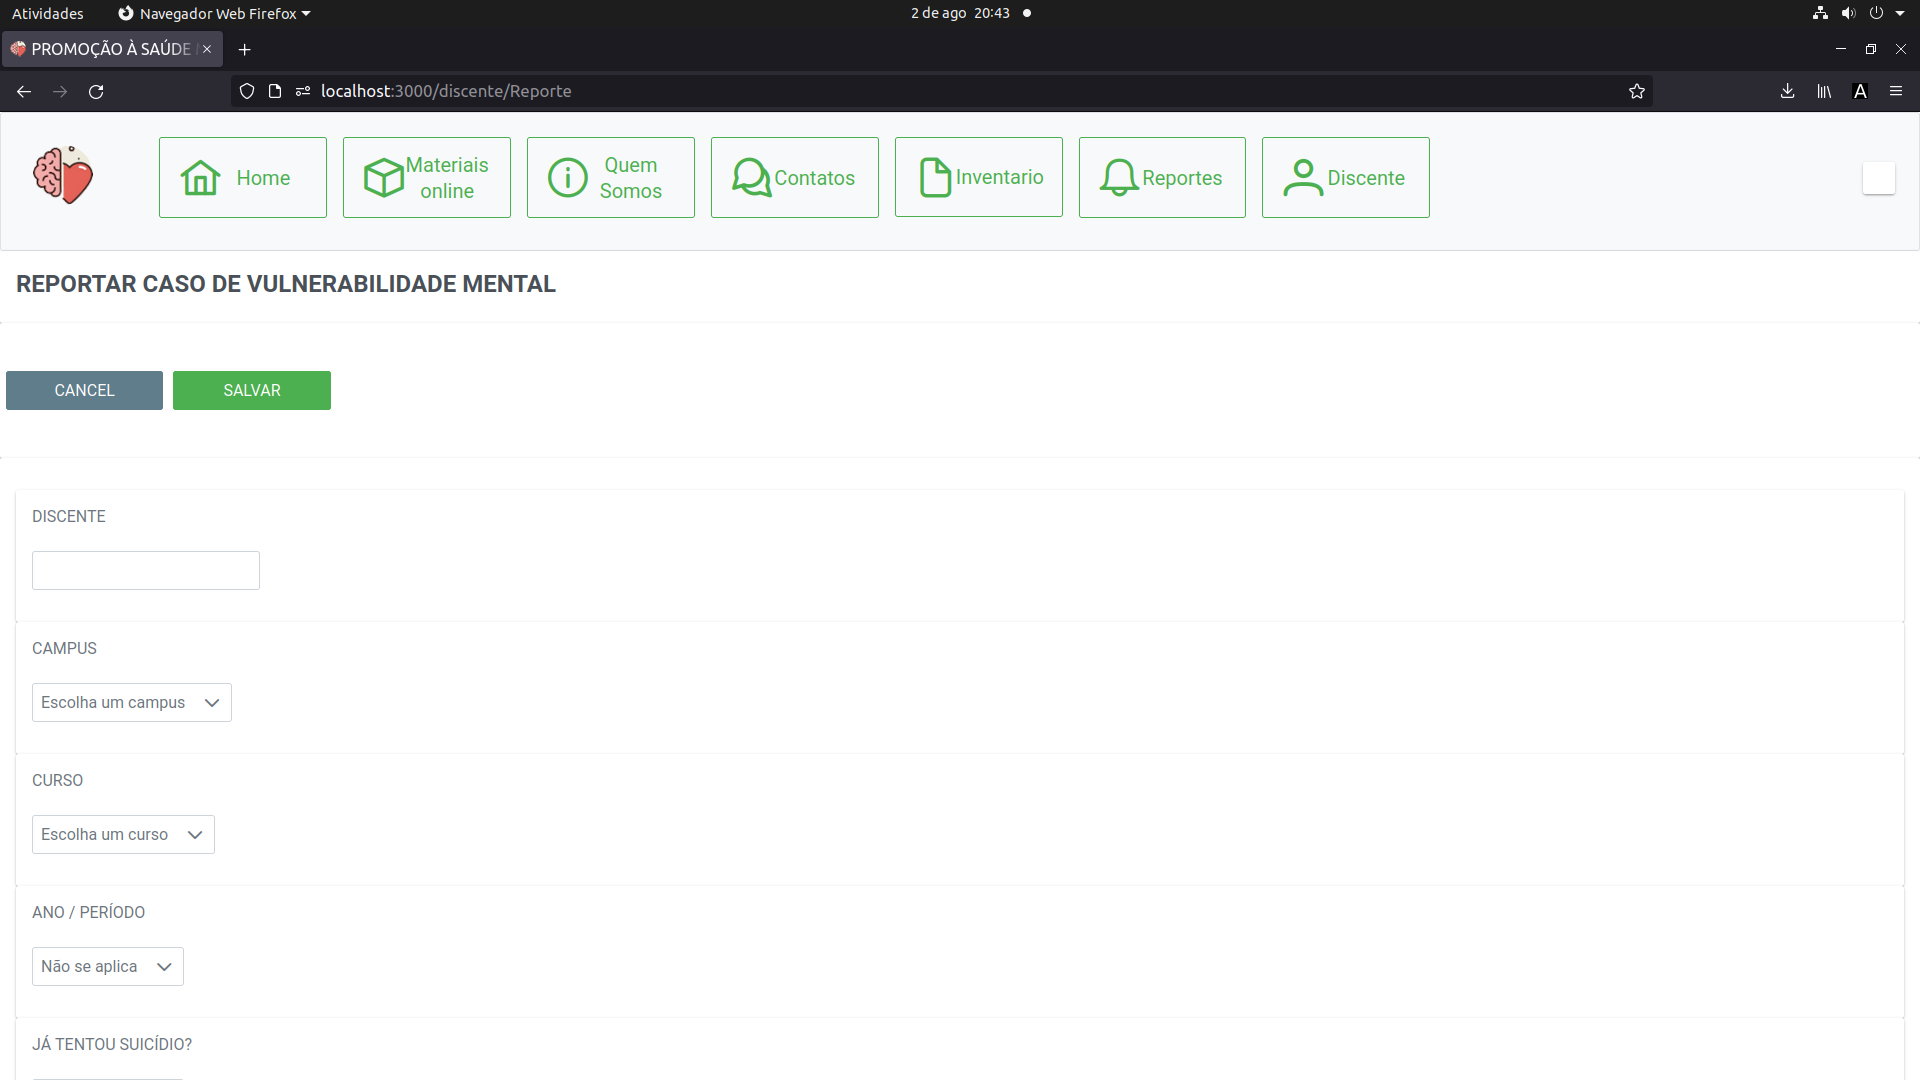 Atividades
Navegador Web Firefox
2 de ago 20:43
PROMOÇÃO À SAÚDE
localhost:3000/discente/Reporte
A
Home
Materiais
online
Quem
Somos
Contatos
Inventario
Reportes
Discente
REPORTAR CASO DE VULNERABILIDADE MENTAL
CANCEL
SALVAR
DISCENTE
CAMPUS
Escolha um campus
CURSO
Escolha um curso
ANO / PERÍODO
Não se aplica
JÁ TENTOU SUICÍDIO?